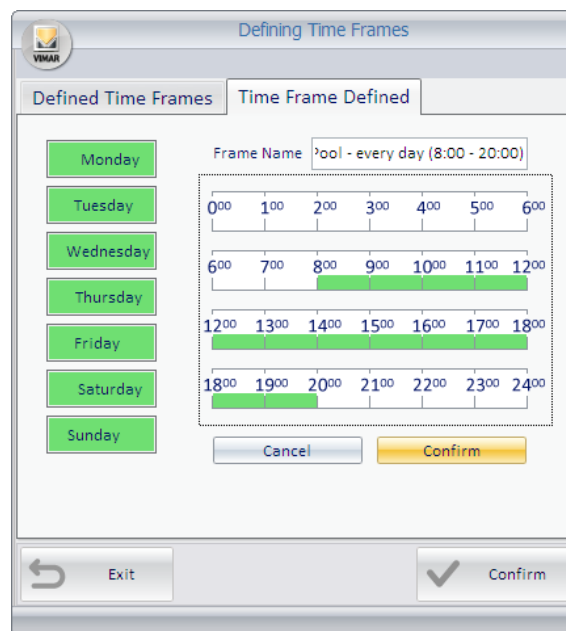 Defining Time Frames
VIMAR
Defined Time Frames Time Frame Defined
Monday
Tuesday
Wednesday
Thursday
Friday
Saturday
Sunday
Frame Name Pool - every day (8:00 - 20:00)
0⁰⁰ 1⁰⁰ 2⁰⁰ 3⁰⁰ 4⁰⁰ 5⁰⁰ 6⁰⁰
6⁰⁰ 7⁰⁰ 8⁰⁰ 9⁰⁰ 10⁰⁰ 11⁰⁰ 12⁰⁰
12⁰⁰ 13⁰⁰ 14⁰⁰ 15⁰⁰ 16⁰⁰ 17⁰⁰ 18⁰⁰
18⁰⁰ 19⁰⁰ 20⁰⁰ 21⁰⁰ 22⁰⁰ 23⁰⁰ 24⁰⁰
Cancel Confirm
Exit Confirm